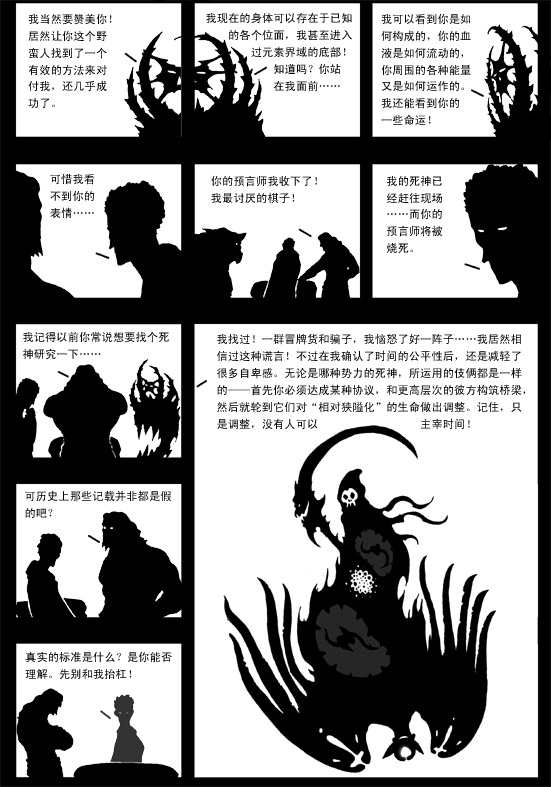 我当然要赞美你！
居然让你这个野
蛮人找到了一个
有效的方法来对
付我，还几乎成
功了。
我现在的身体可以存在于已知
的各个位面，我甚至进入
过元素界域的底部！
知道吗？你站
在我面前……
我可以看到你是如
何构成的，你的血
液是如何流动的，
你周围的各种能量
又是如何运作的。
我还能看到你的
一些命运！
可惜我看
不到你的
表情……
你的预言师我收下了！
我最讨厌的棋子！
我的死神已
经赶往现场
……而你的
预言师将被
烧死。
我记得以前你常说想要找个死
神研究一下……
我找过！一群冒牌货和骗子，我恼怒了好一阵子……我居然相
信过这种谎言！不过在我确认了时间的公平性后，还是减轻了
很多自卑感。无论是哪种势力的死神，所运用的伎俩都是一样
的——首先你必须达成某种协议，和更高层次的彼方构筑桥梁，
然后就轮到它们对“相对狭隘化”的生命做出调整。记住，只
是调整，没有人可以 主宰时间！
可历史上那些记载并非都是假
的吧？
真实的标准是什么？是你能否
理解。先别和我抬杠！